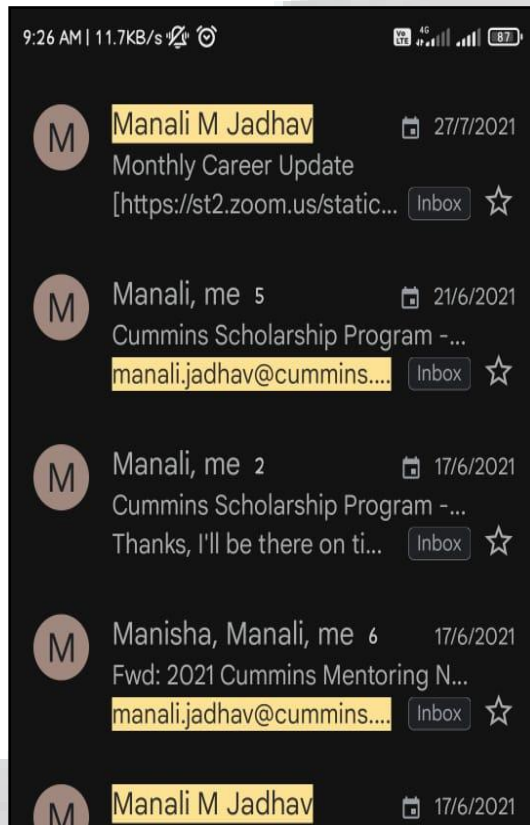 9:26 AM | 11.7KB/s
Vo LTE 4G 87
M
Manali M Jadhav 27/7/2021
Monthly Career Update
[https://st2.zoom.us/static... Inbox
M
Manali, me 5 21/6/2021
Cummins Scholarship Program -...
manali.jadhav@cummins.... Inbox
M
Manali, me 2 17/6/2021
Cummins Scholarship Program -...
Thanks, I'll be there on ti... Inbox
M
Manisha, Manali, me 6 17/6/2021
Fwd: 2021 Cummins Mentoring N...
manali.jadhav@cummins.... Inbox
M
Manali M Jadhav 17/6/2021